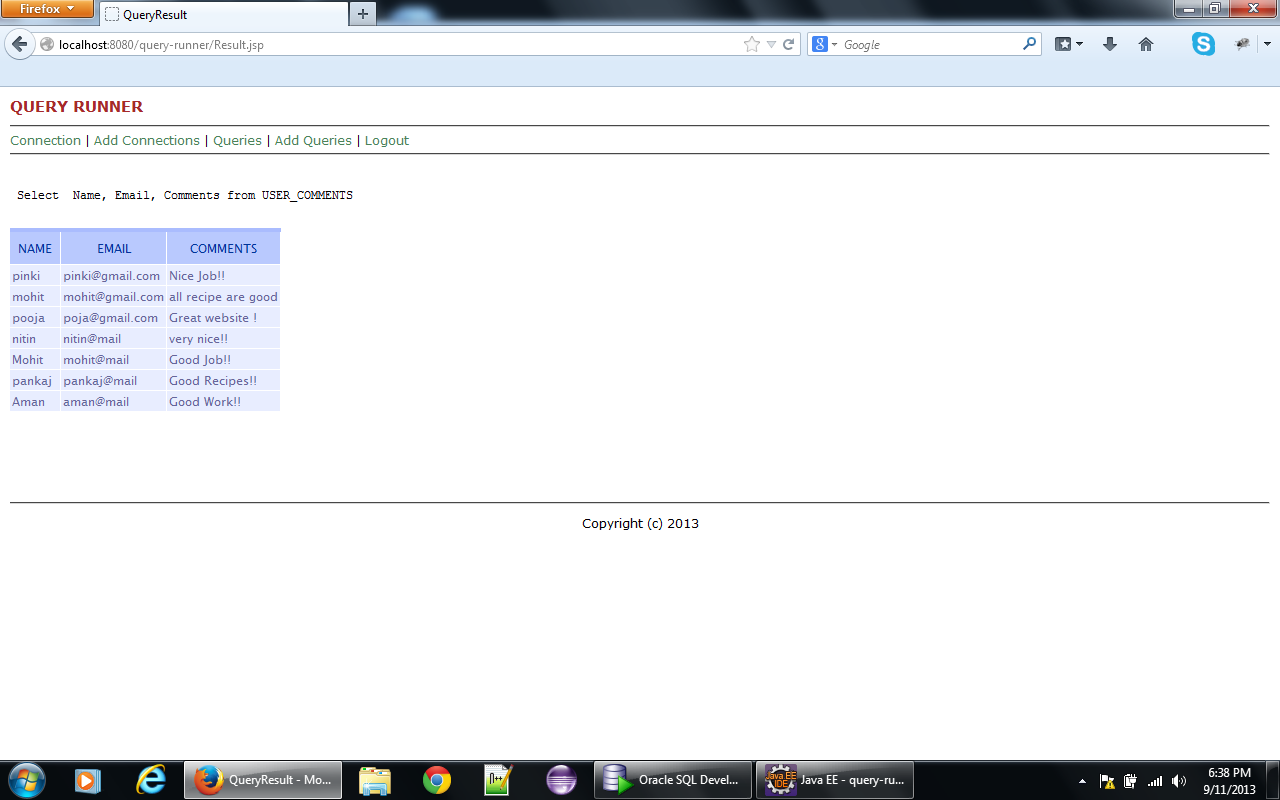 Firefox
QueryResult
localhost:8080/query-runner/Result.jsp
Google
QUERY RUNNER
Connection | Add Connections | Queries | Add Queries | Logout
Select  Name, Email, Comments from USER_COMMENTS
NAME EMAIL COMMENTS
pinki pinki@gmail.com Nice Job!!
mohit mohit@gmail.com all recipe are good
pooja poja@gmail.com Great website !
nitin nitin@mail very nice!!
Mohit mohit@mail Good Job!!
pankaj pankaj@mail Good Recipes!!
Aman aman@mail Good Work!!
Copyright (c) 2013
QueryResult - Mo... Oracle SQL Devel... Java EE - query-ru...
6:38 PM
9/11/2013